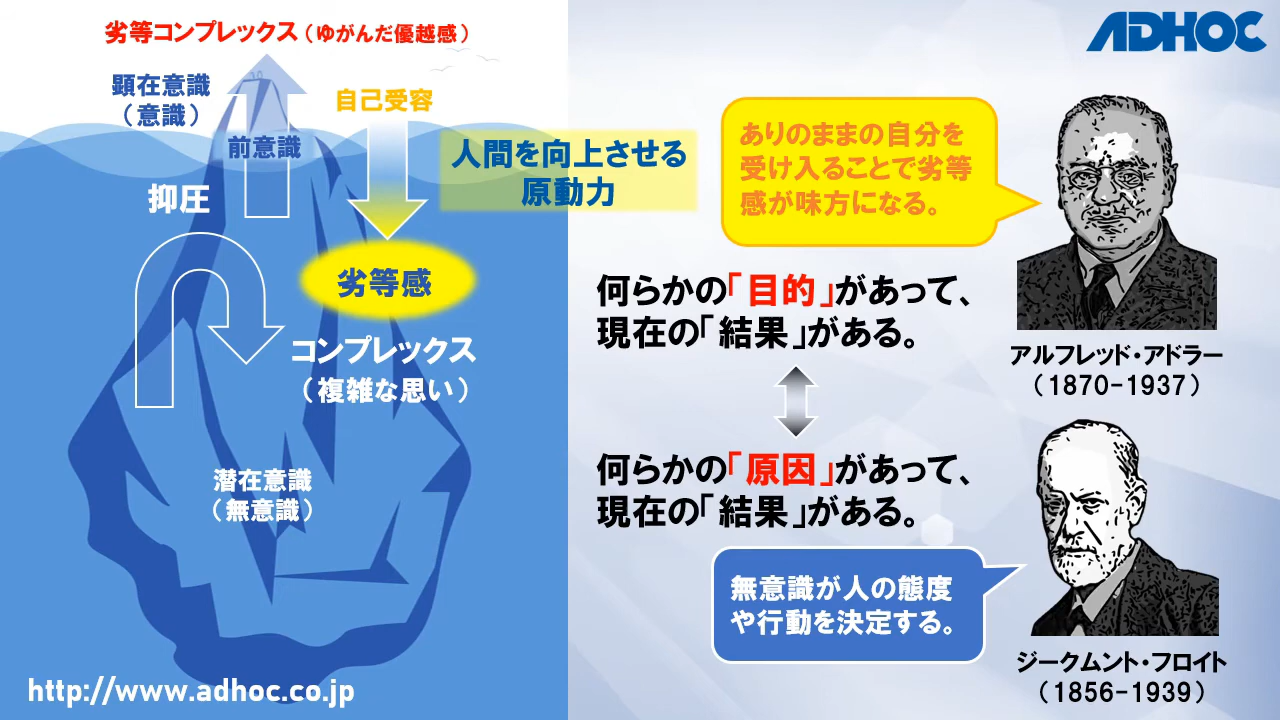 劣等コンプレックス（ゆがんだ優越感）
顕在意識
（意識）
自己受容
前意識
抑圧
人間を向上させる
原動力
劣等感
コンプレックス
（複雑な思い）
潜在意識
（無意識）
http://www.adhoc.co.jp
ADHOC
ありのままの自分を
受け入ることで劣等
感が味方になる。
何らかの「目的」があって、
現在の「結果」がある。
アルフレッド・アドラー
（1870-1937）
何らかの「原因」があって、
現在の「結果」がある。
無意識が人の態度
や行動を決定する。
ジークムント・フロイト
（1856-1939）